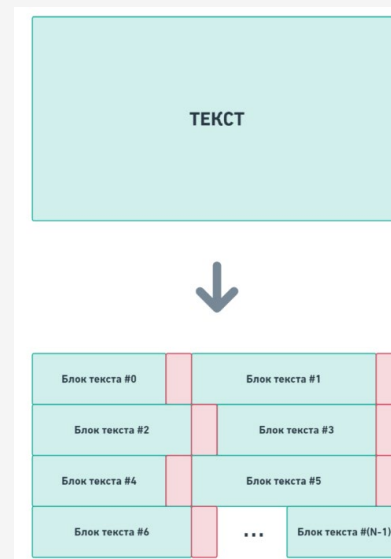 ТЕКСТ
Блок текста #0
Блок текста #1
Блок текста #2
Блок текста #3
Блок текста #4
Блок текста #5
Блок текста #6
...
Блок текста #(N-1)